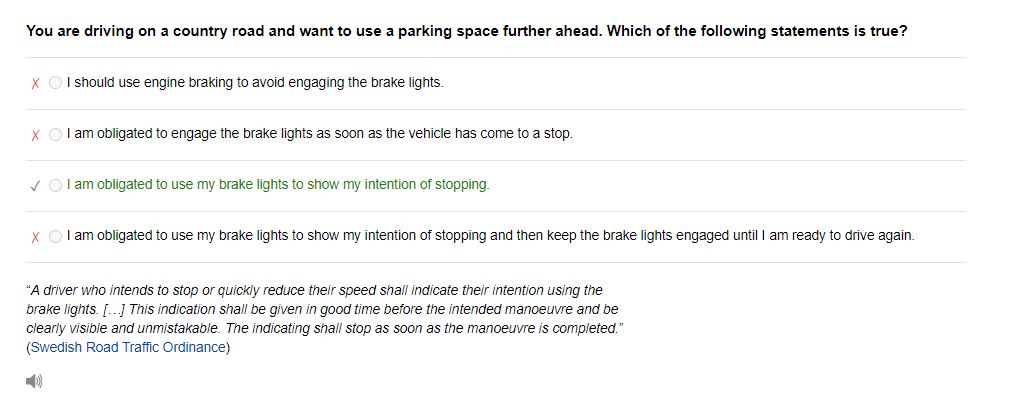 You are driving on a country road and want to use a parking space further ahead. Which of the following statements is true?
I should use engine braking to avoid engaging the brake lights.
I am obligated to engage the brake lights as soon as the vehicle has come to a stop.
I am obligated to use my brake lights to show my intention of stopping.
I am obligated to use my brake lights to show my intention of stopping and then keep the brake lights engaged until I am ready to drive again.
"A driver who intends to stop or quickly reduce their speed shall indicate their intention using the
brake lights. [...] This indication shall be given in good time before the intended manoeuvre and be
clearly visible and unmistakable. The indicating shall stop as soon as the manoeuvre is completed."
(Swedish Road Traffic Ordinance)